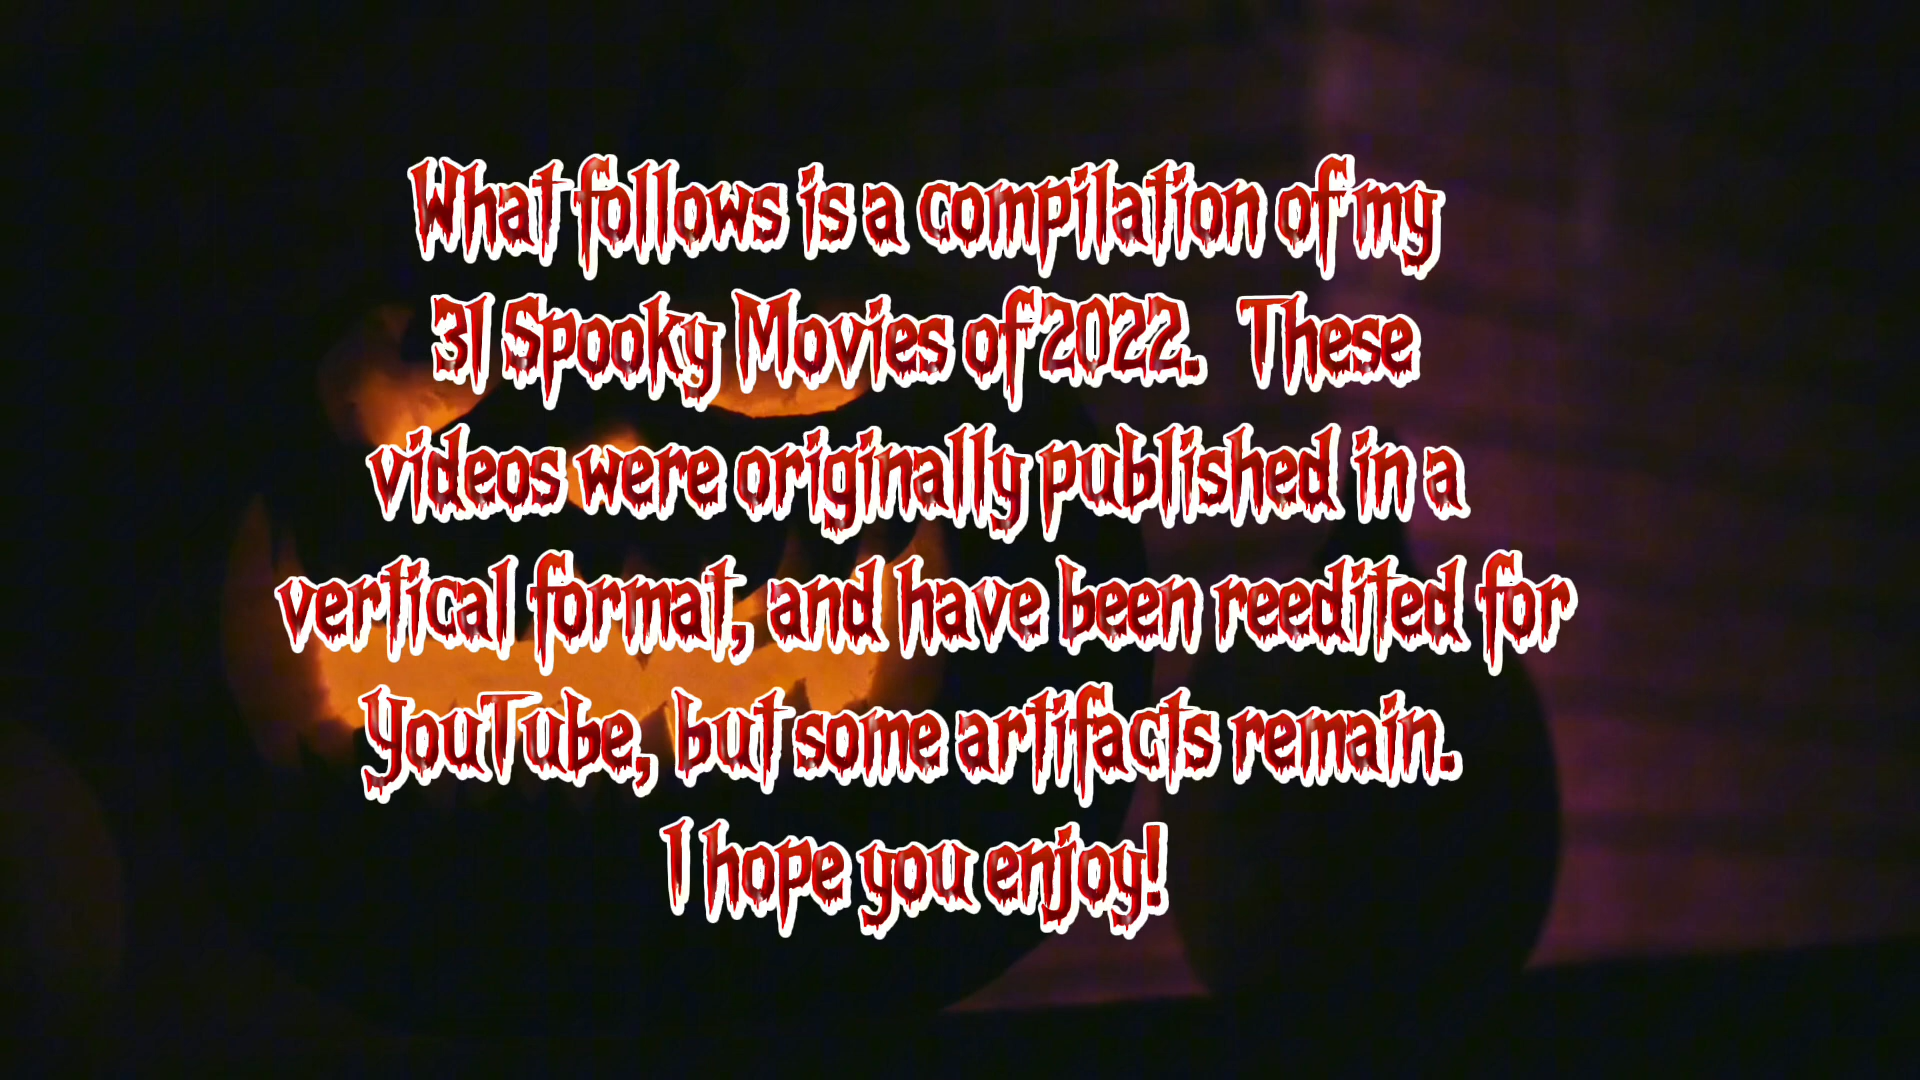 What follows is a compilation of my
31 Spooky Movies of 2022.  These
videos were originally published in a
vertical format, and have been reedited for
YouTube, but some artifacts remain.
I hope you enjoy!